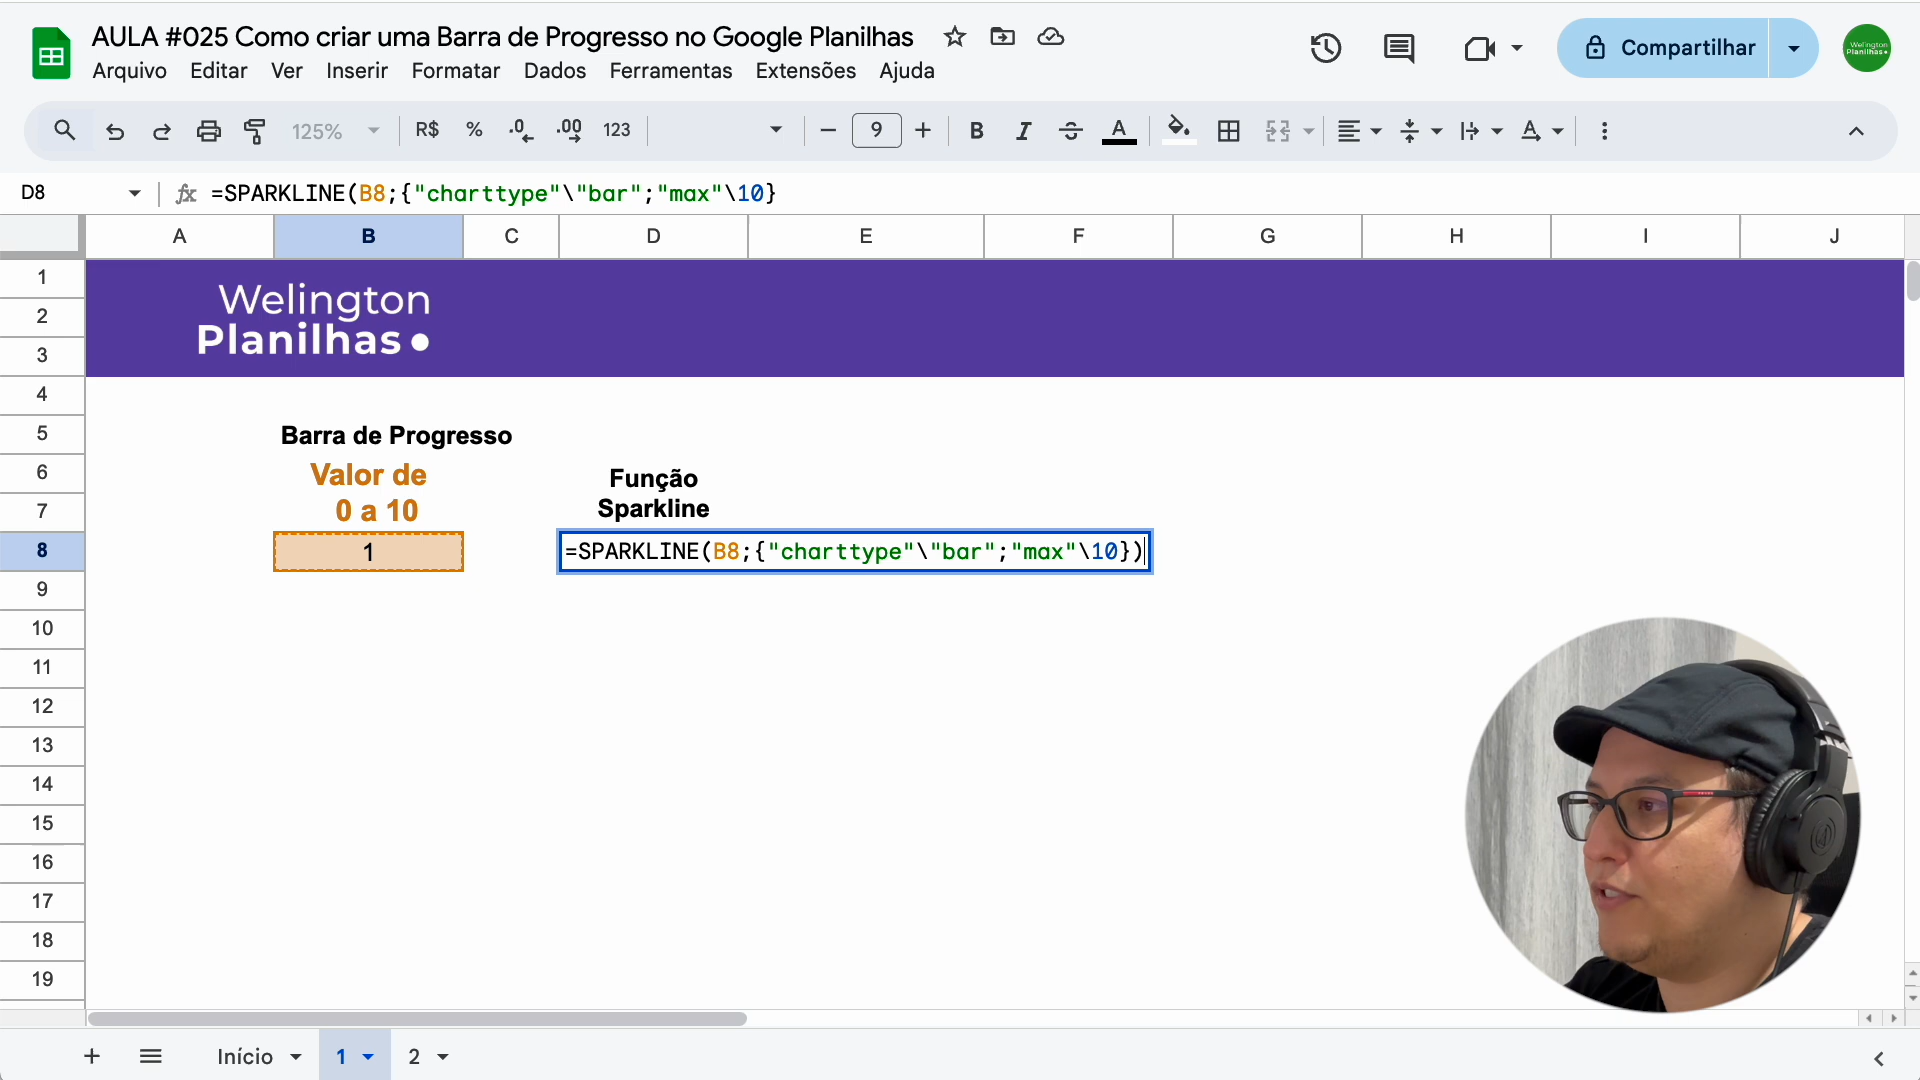 AULA #025 Como criar uma Barra de Progresso no Google Planilhas
Arquivo Editar Ver Inserir Formatar Dados Ferramentas Extensões Ajuda
Compartilhar
Welington
Planilhas
125% R$ % .0 .00 123 9 B I A A
D8 fx =SPARKLINE(B8;{"charttype"\"bar";"max"\10}
A B C D E F G H I J
1
2
3
4
5
6
7
8
9
10
11
12
13
14
15
16
17
18
19
Welington
Planilhas
Barra de Progresso
Valor de
0 a 10
1
Função
Sparkline
=SPARKLINE(B8;{"charttype"\"bar";"max"\10})
Início 1 2